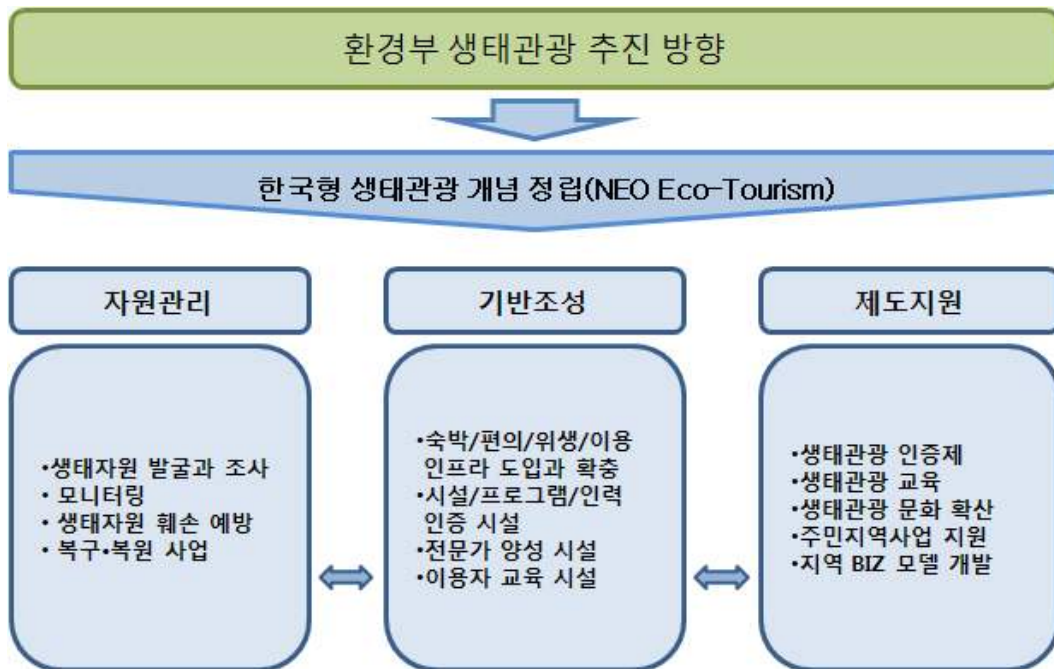 환경부 생태관광 추진 방향
한국형 생태관광 개념 정립(NEO Eco-Tourism)
자원관리
•생태자원 발굴과 조사
• 모니터링
• 생태자원 훼손 예방
• 복구•복원 사업
기반조성
•숙박/편의/위생/이용
인프라 도입과 확충
•시설/프로그램/인력
인증 시설
•전문가 양성 시설
•이용자 교육 시설
제도지원
•생태관광 인증제
•생태관광 교육
•생태관광 문화 확산
•주민지역사업 지원
•지역 BIZ 모델 개발